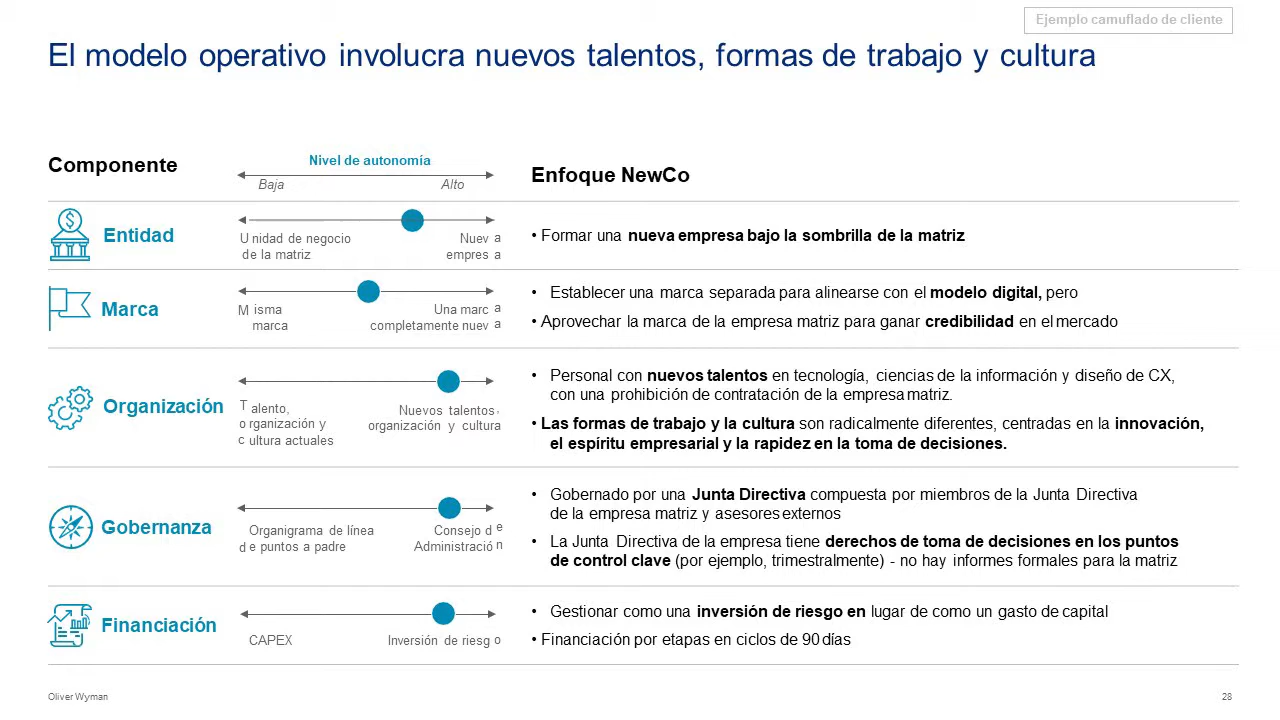 Ejemplo camuflado de cliente
El modelo operativo involucra nuevos talentos, formas de trabajo y cultura
Componente
Nivel de autonomía
Baja
Alto
Enfoque NewCo
Entidad
Unidad de negocio
de la matriz
Nueva
empresa
• Formar una nueva empresa bajo la sombrilla de la matriz
Marca
Misma
marca
Una marca
completamente nueva
• Establecer una marca separada para alinearse con el modelo digital, pero
• Aprovechar la marca de la empresa matriz para ganar credibilidad en el mercado
Organización
Talento,
organización y
cultura actuales
Nuevos talentos,
organización y cultura
• Personal con nuevos talentos en tecnología, ciencias de la información y diseño de CX,
con una prohibición de contratación de la empresa matriz.
• Las formas de trabajo y la cultura son radicalmente diferentes, centradas en la innovación,
el espíritu empresarial y la rapidez en la toma de decisiones.
Gobernanza
Organigrama de línea
de puntos a padre
Consejo de
Administración
• Gobernado por una Junta Directiva compuesta por miembros de la Junta Directiva
de la empresa matriz y asesores externos
• La Junta Directiva de la empresa tiene derechos de toma de decisiones en los puntos
de control clave (por ejemplo, trimestralmente) - no hay informes formales para la matriz
Financiación
CAPEX
Inversión de riesgo
• Gestionar como una inversión de riesgo en lugar de como un gasto de capital
• Financiación por etapas en ciclos de 90 días
Oliver Wyman
28